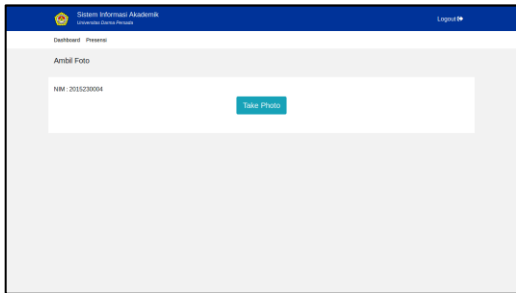 Sistem Informasi Akademik
Universitas Darma Persada
Logout
Dashboard Presensi
Ambil Foto
NIM : 2015230004
Take Photo